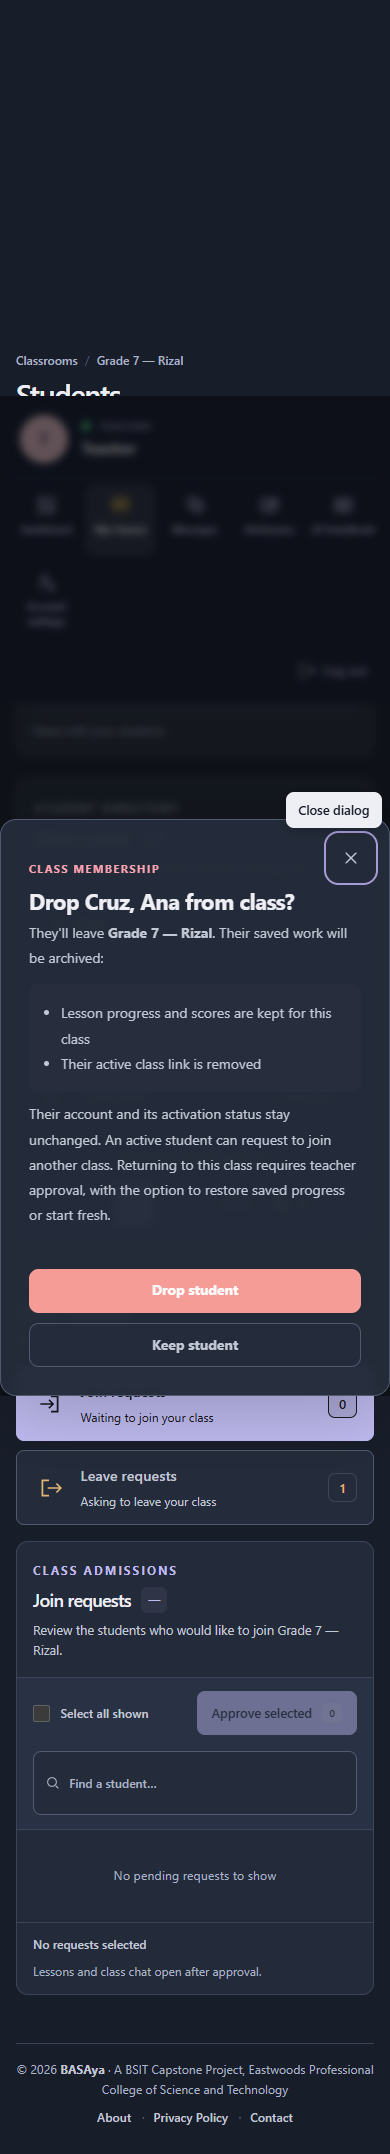 Classrooms / Grade 7 — Rizal
Students
Teacher
Log out
Close dialog
CLASS MEMBERSHIP
Drop Cruz, Ana from class?
They'll leave Grade 7 — Rizal. Their saved work will
be archived:
• Lesson progress and scores are kept for this
class
• Their active class link is removed
Their account and its activation status stay
unchanged. An active student can request to join
another class. Returning to this class requires teacher
approval, with the option to restore saved progress
or start fresh.
Drop student
Keep student
Join requests
Waiting to join your class
0
Leave requests
Asking to leave your class
1
CLASS ADMISSIONS
Join requests —
Review the students who would like to join Grade 7 —
Rizal.
Select all shown
Approve selected 0
Find a student...
No pending requests to show
No requests selected
Lessons and class chat open after approval.
© 2026 BASAya · A BSIT Capstone Project, Eastwoods Professional
College of Science and Technology
About · Privacy Policy · Contact